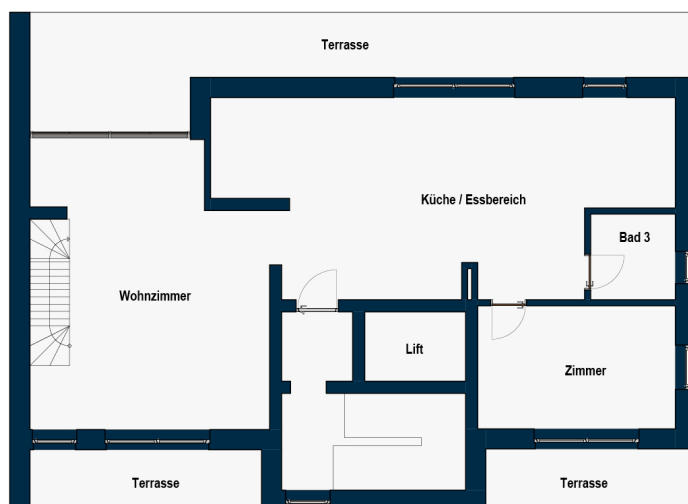 Terrasse
Küche / Essbereich
Bad 3
Wohnzimmer
Lift
Zimmer
Terrasse
Terrasse